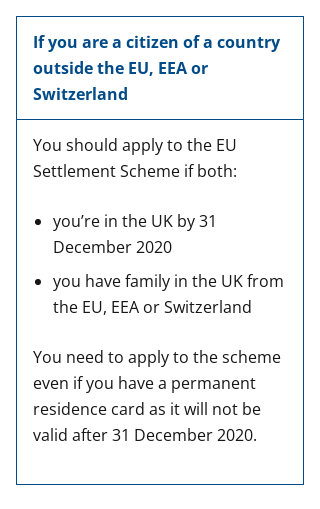 If you are a citizen of a country
outside the EU, EEA or
Switzerland
You should apply to the EU
Settlement Scheme if both:
• you’re in the UK by 31
December 2020
• you have family in the UK from
the EU, EEA or Switzerland
You need to apply to the scheme
even if you have a permanent
residence card as it will not be
valid after 31 December 2020.